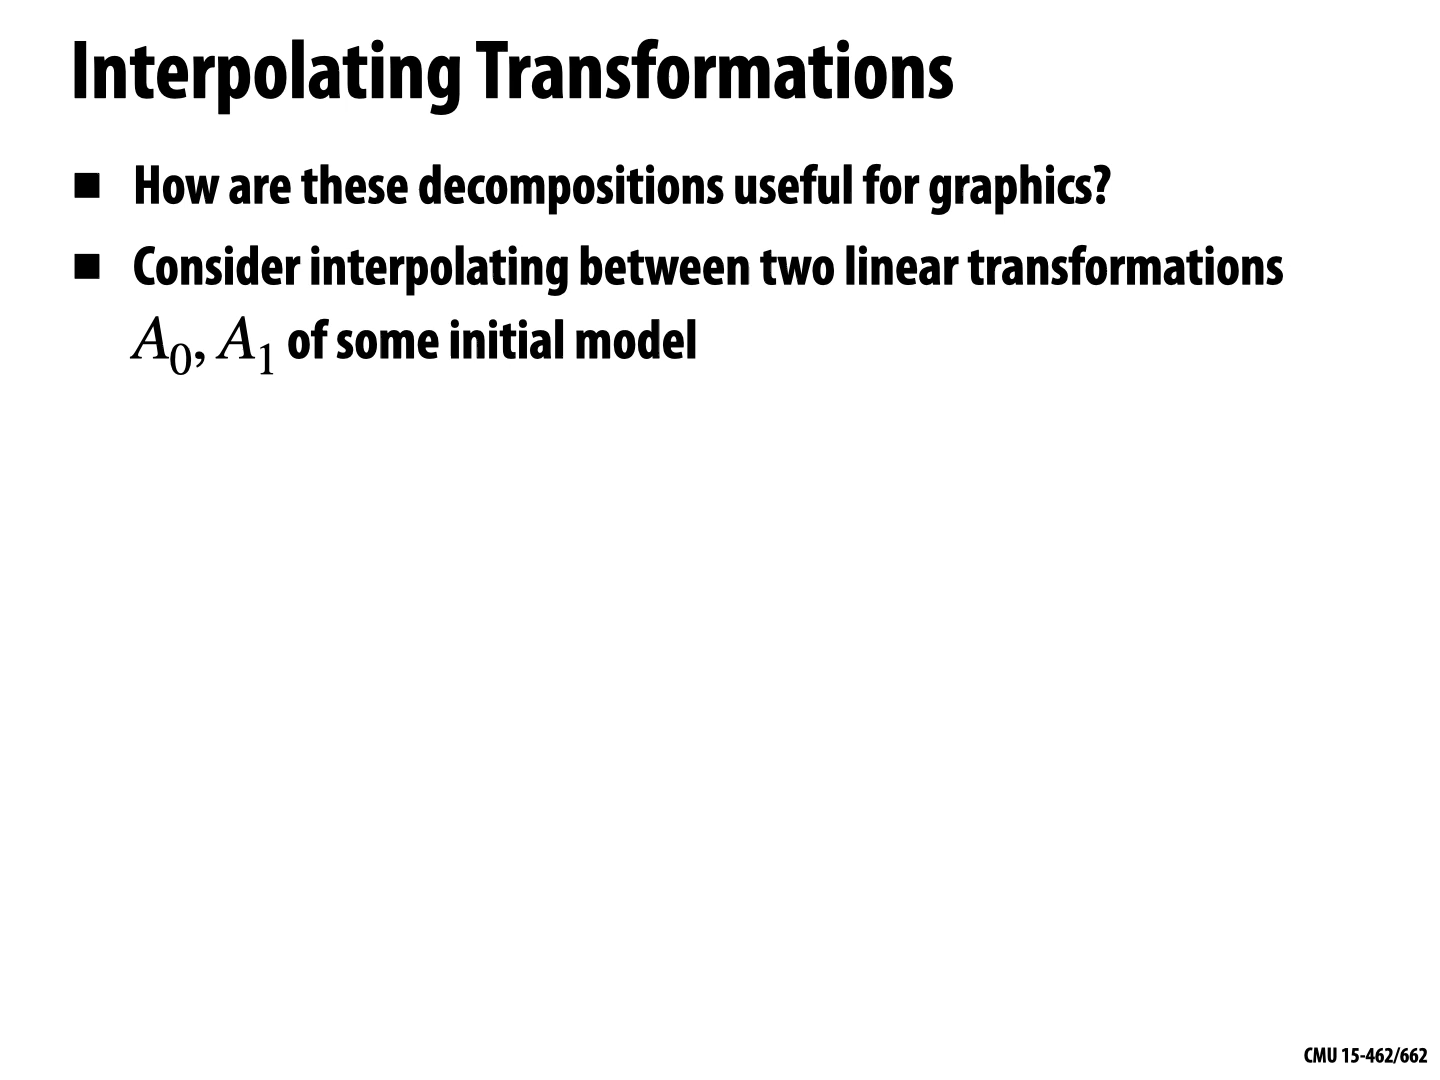 Interpolating Transformations
■ How are these decompositions useful for graphics?
■ Consider interpolating between two linear transformations
A₀, A₁ of some initial model
CMU 15-462/662